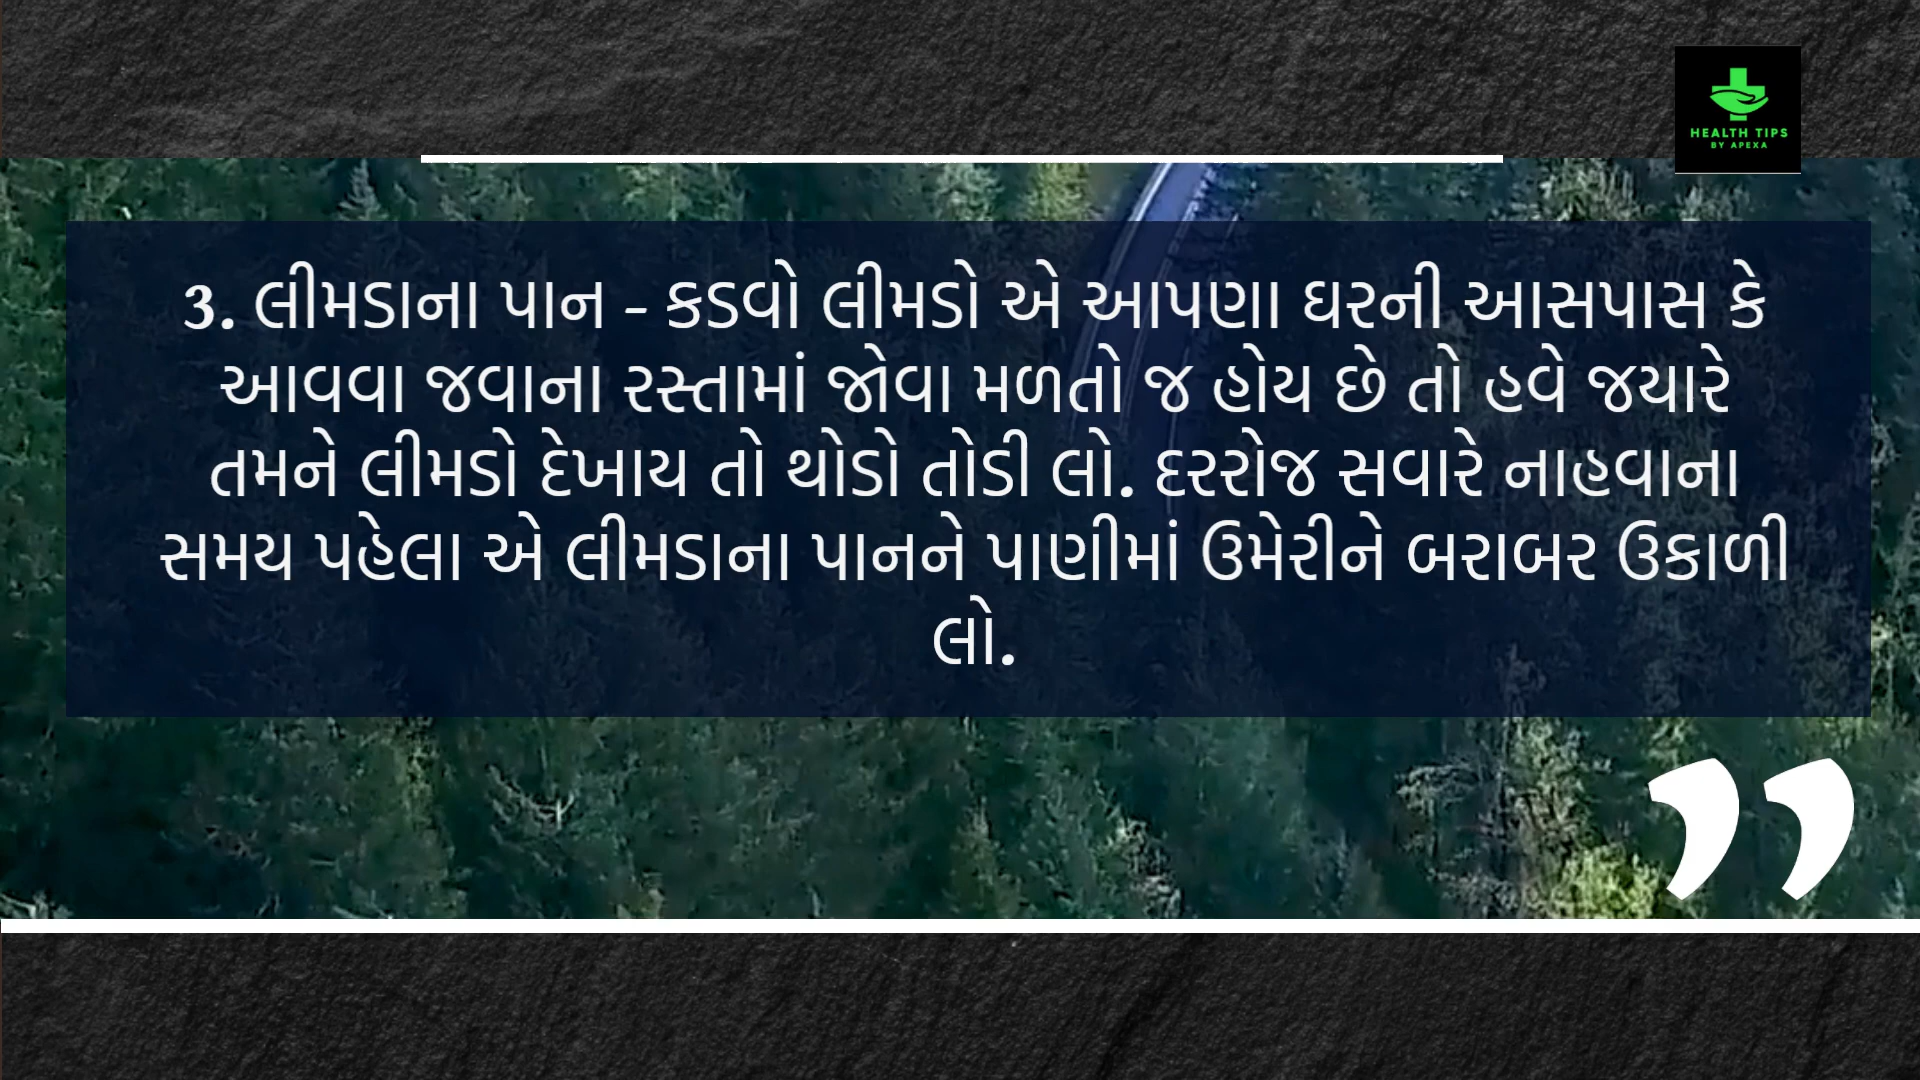 HEALTH TIPS
BY APEXA
3. લીમડાના પાન - કડવો લીમડો એ આપણા ઘરની આસપાસ કે
આવવા જવાના રસ્તામાં જોવા મળતો જ હોય છે તો હવે જયારે
તમને લીમડો દેખાય તો થોડો તોડી લો. દરરોજ સવારે નાહવાના
સમય પહેલા એ લીમડાના પાનને પાણીમાં ઉમેરીને બરાબર ઉકાળી
લો.